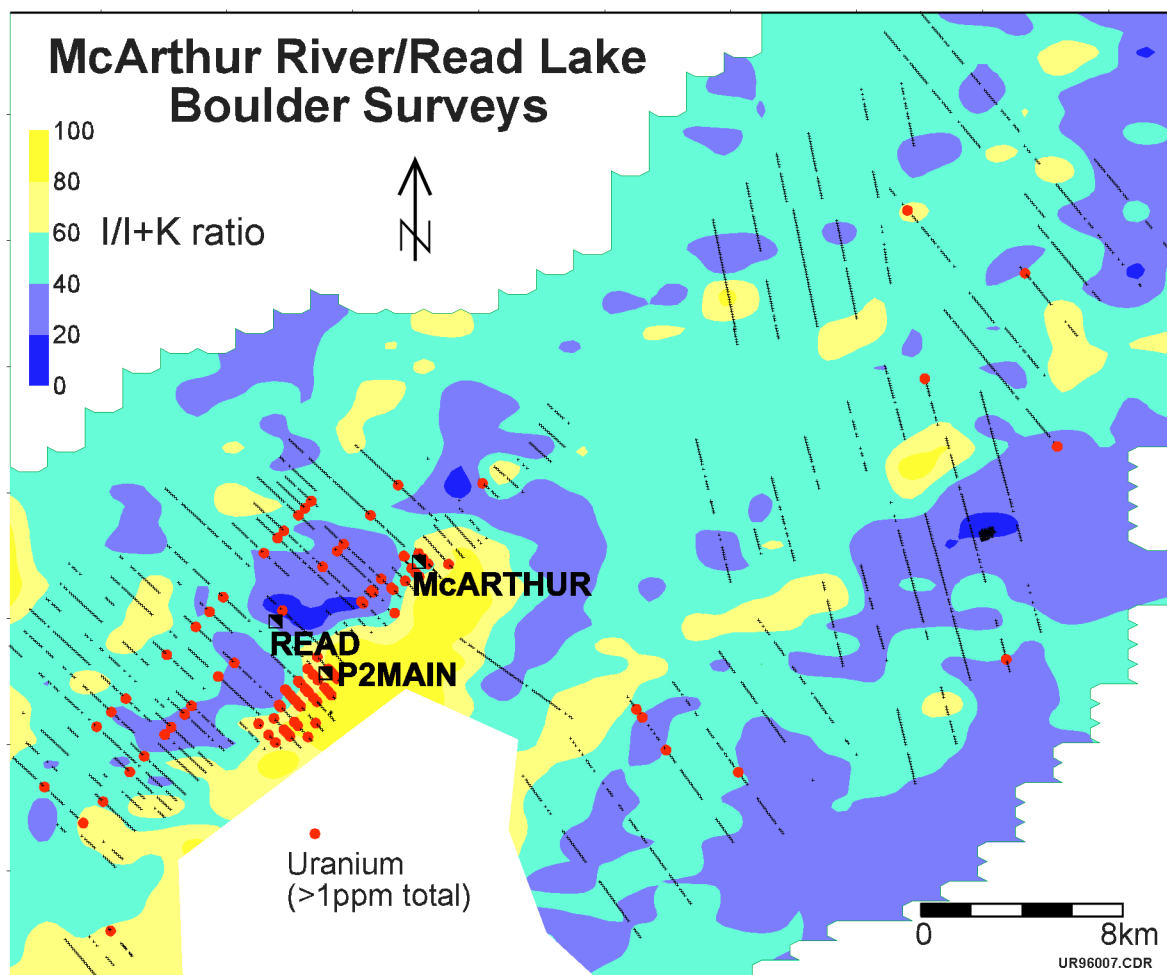 McArthur River/Read Lake
Boulder Surveys
100
80
60
40
20
0
I/I+K ratio
N
McARTHUR
READ
P2MAIN
Uranium
(>1ppm total)
0 8km
UR96007.CDR